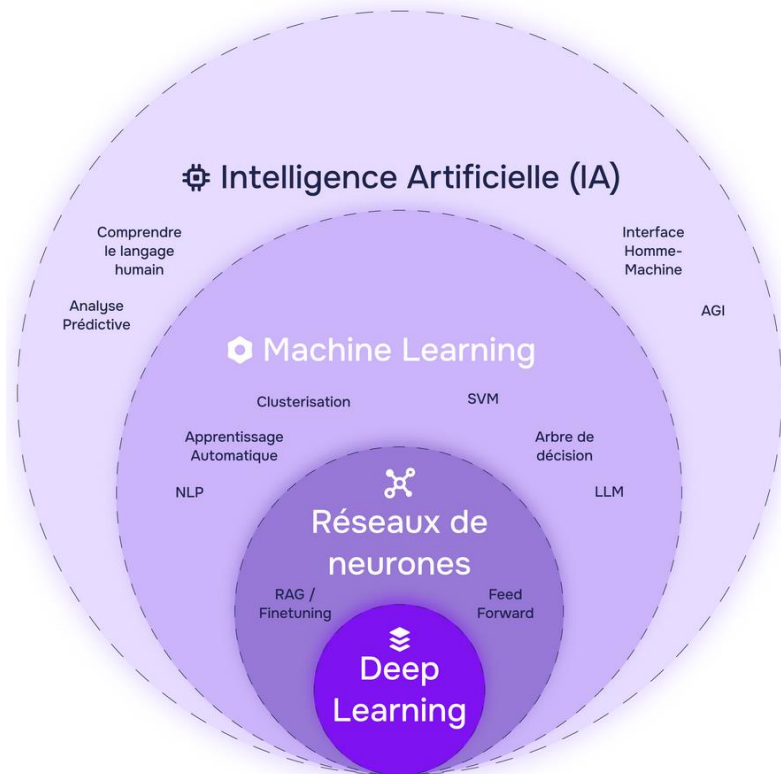 Intelligence Artificielle (IA)
Comprendre
le langage
humain
Interface
Homme-
Machine
Analyse
Prédictive
AGI
Machine Learning
Clusterisation
SVM
Apprentissage
Automatique
Arbre de
décision
NLP
LLM
Réseaux de
neurones
RAG /
Finetuning
Feed
Forward
Deep
Learning